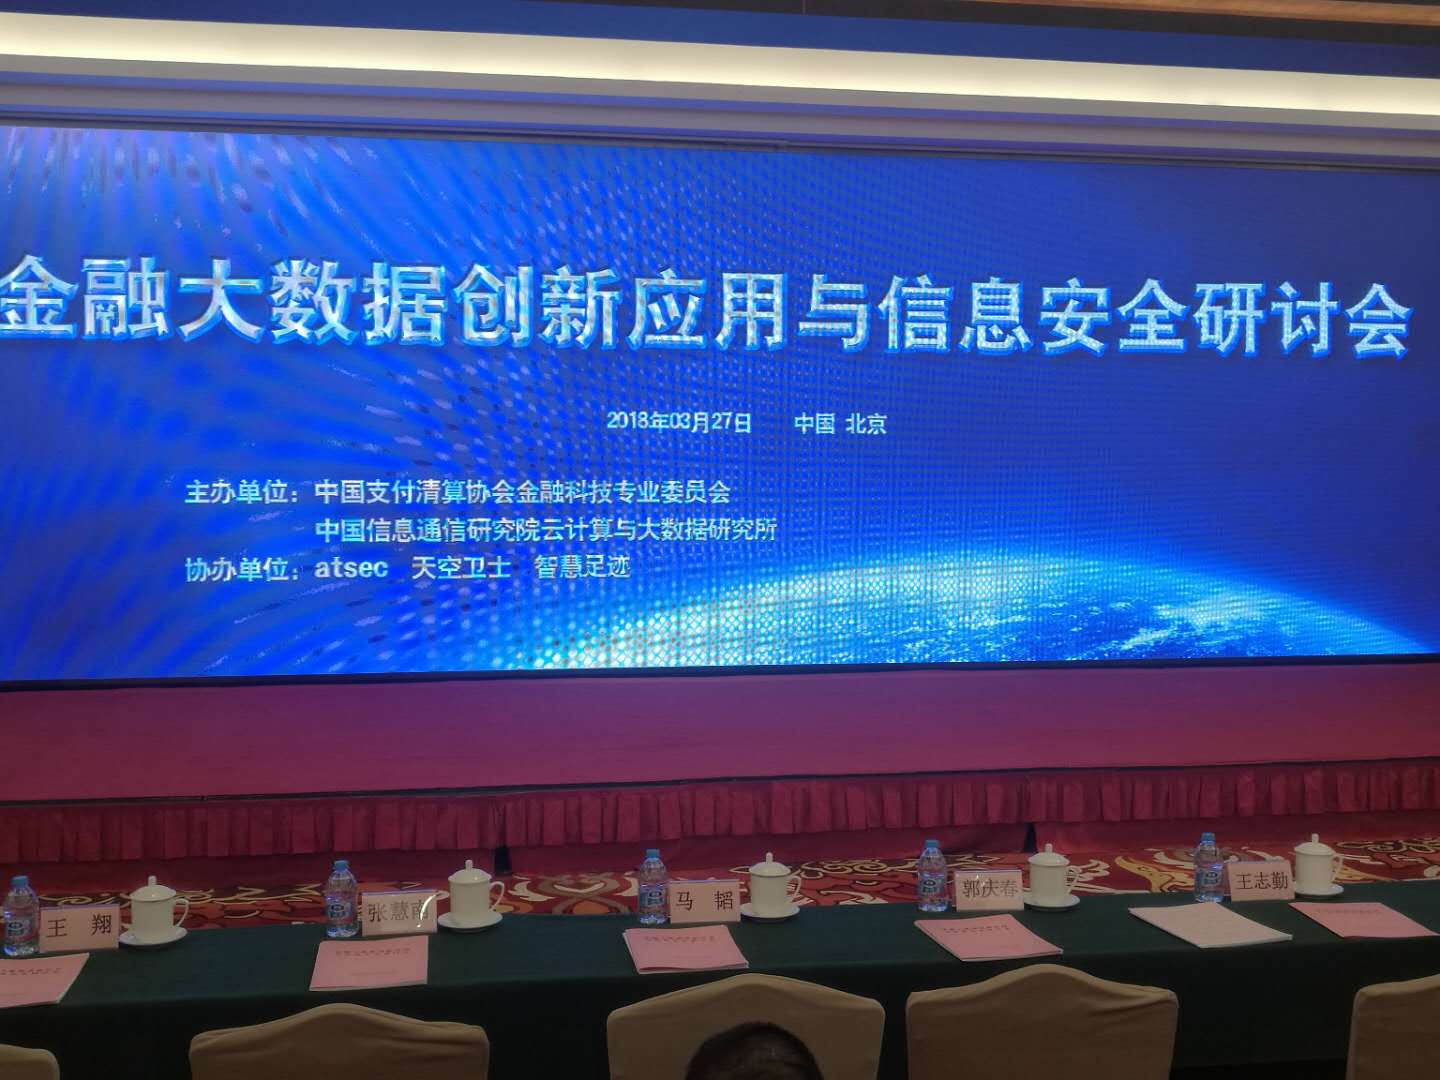 金融大数据创新应用与信息安全研讨会
2018年03月27日 中国 北京
主办单位：中国支付清算协会金融科技专业委员会
中国信息通信研究院云计算与大数据研究所
协办单位：atsec 天空卫士 智慧足迹
王 翔
张慧南
马 韬
郭庆春
王志勤